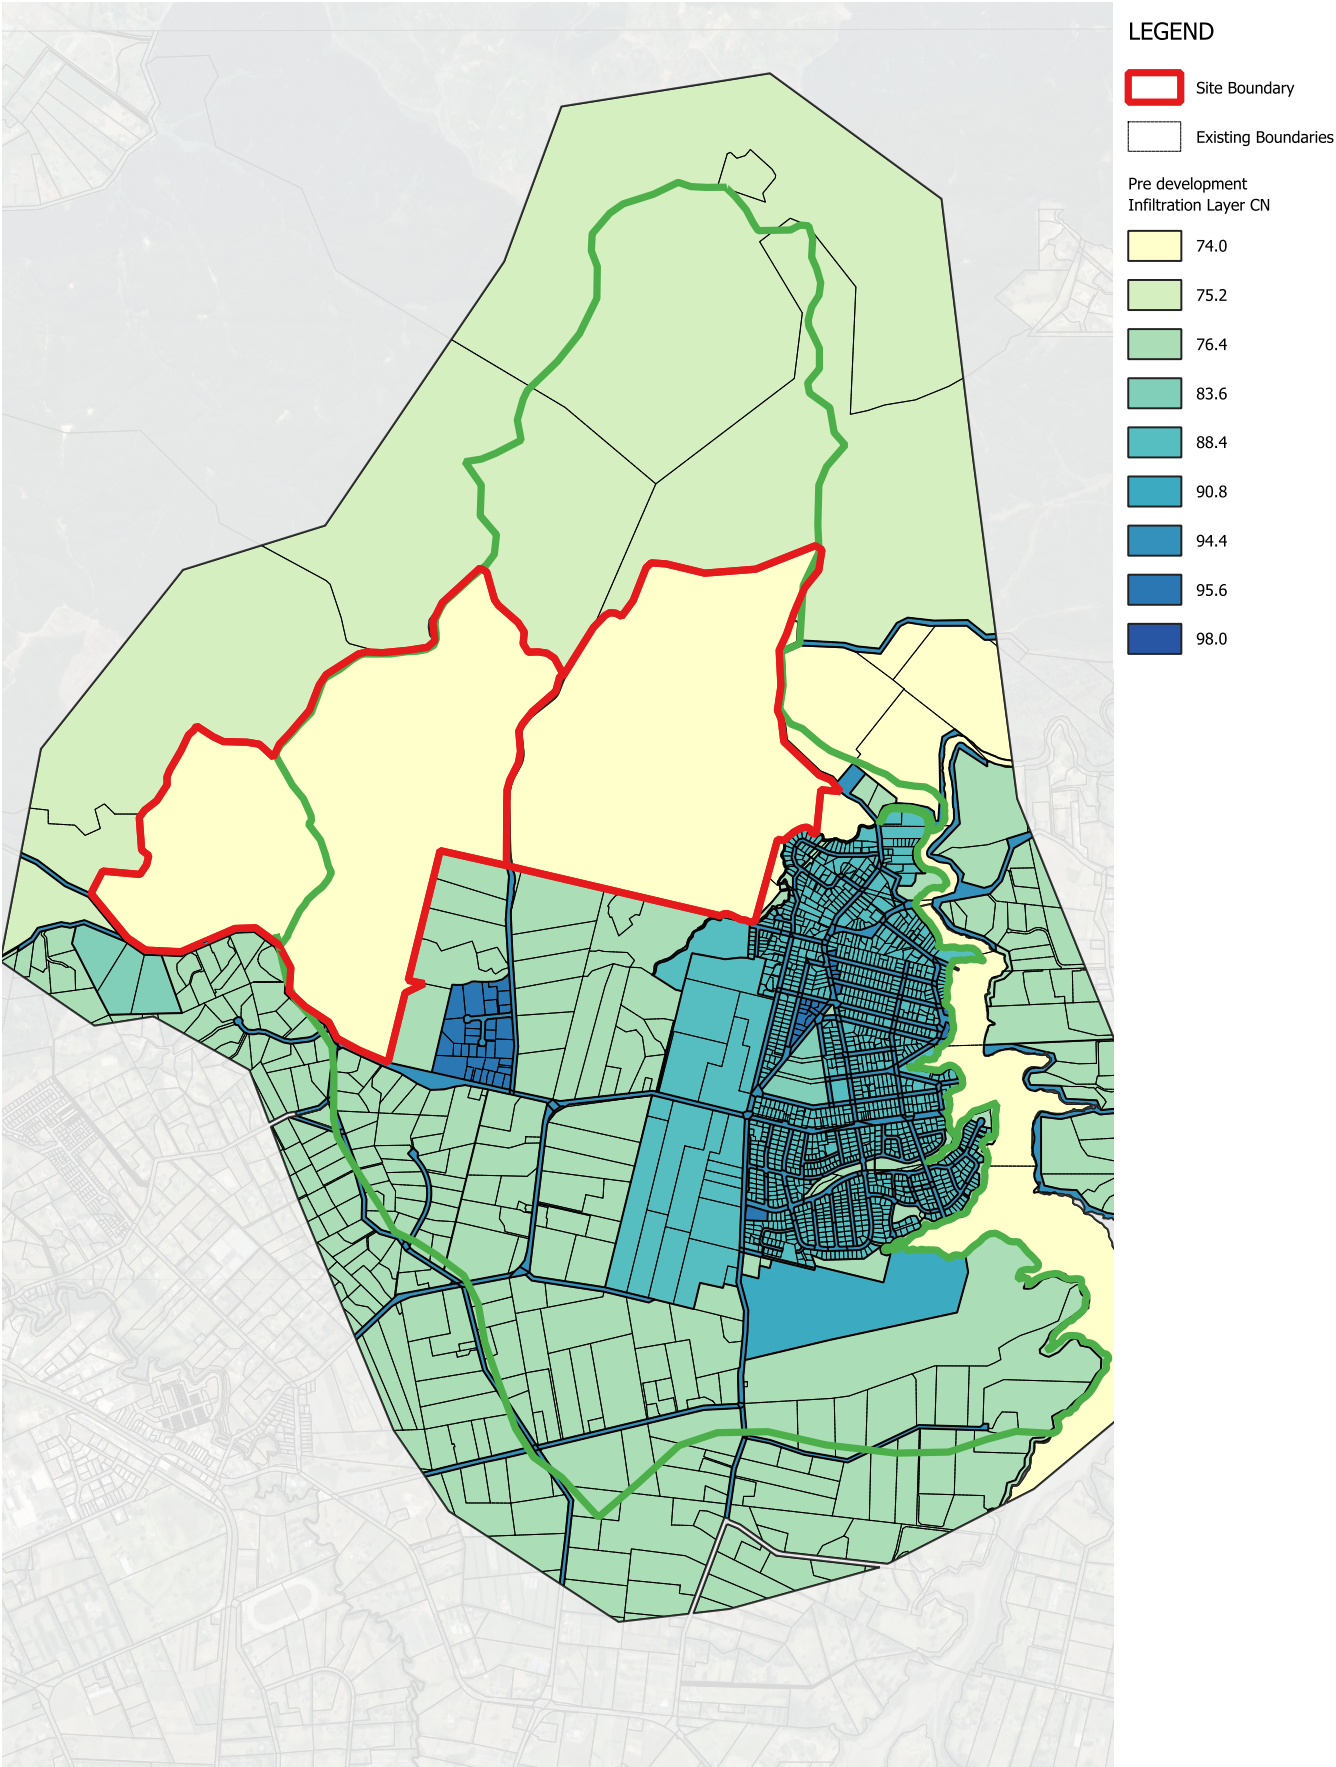 LEGEND
Site Boundary
Existing Boundaries
Pre development
Infiltration Layer CN
74.0
75.2
76.4
83.6
88.4
90.8
94.4
95.6
98.0